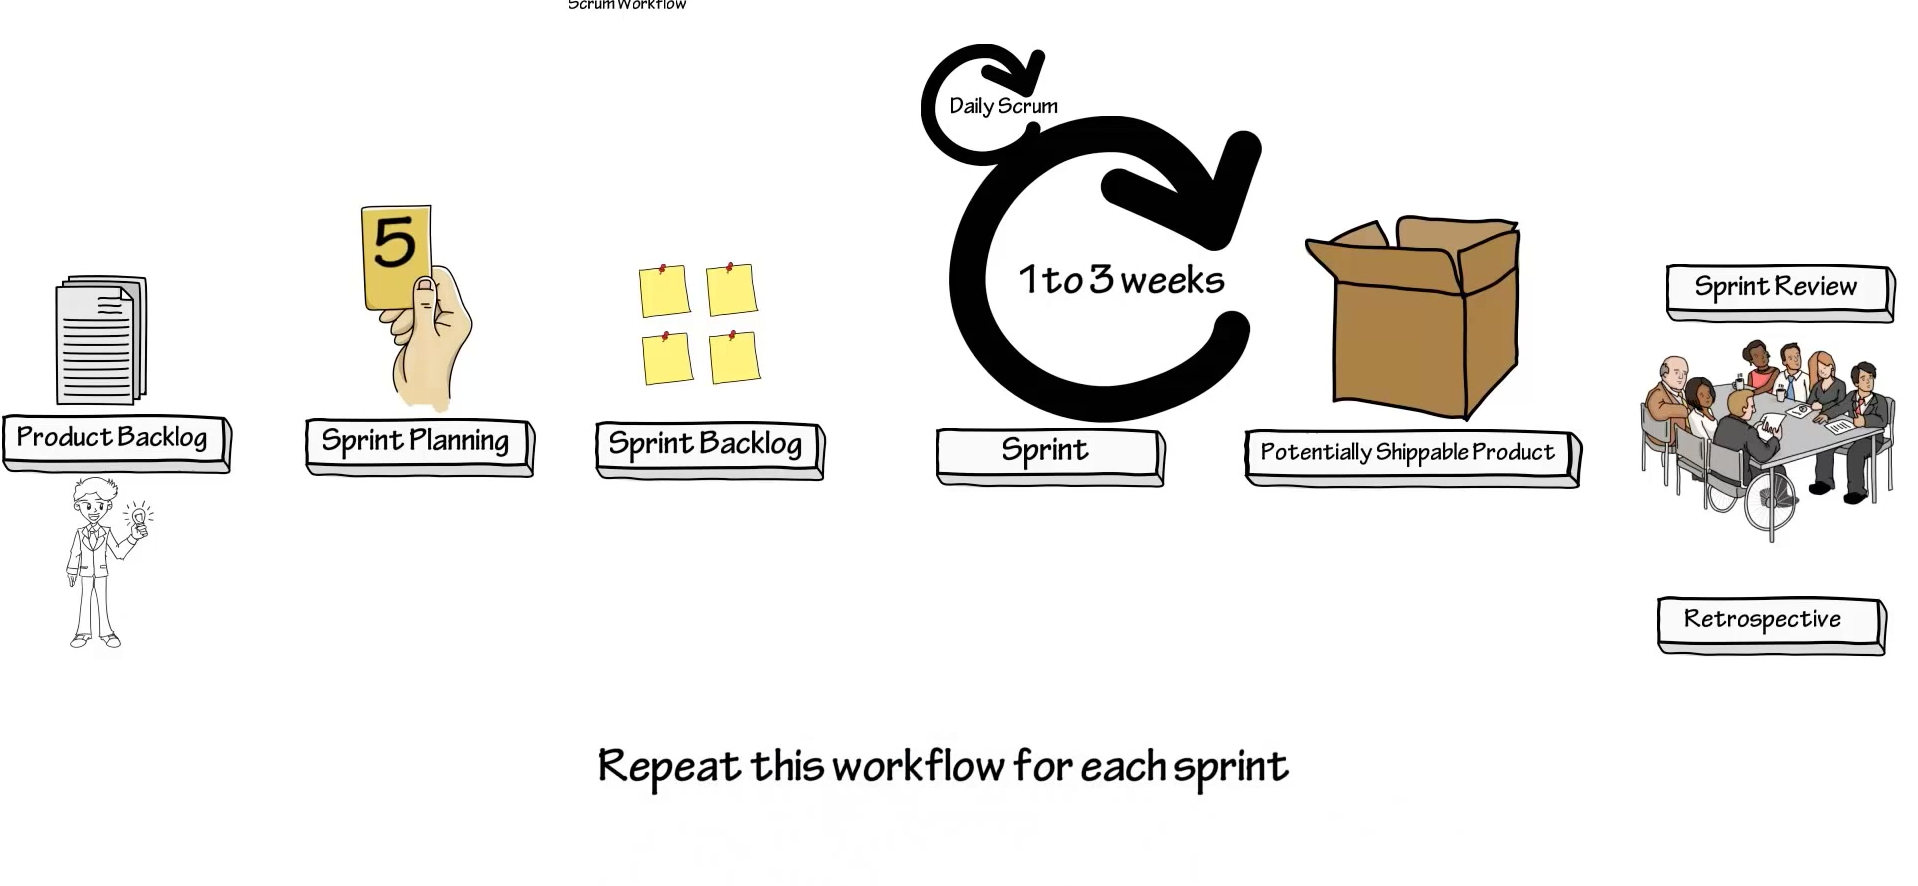 Scrum Workflow
Daily Scrum
1 to 3 weeks
5
Product Backlog
Sprint Planning
Sprint Backlog
Sprint
Potentially Shippable Product
Sprint Review
Retrospective
Repeat this workflow for each sprint